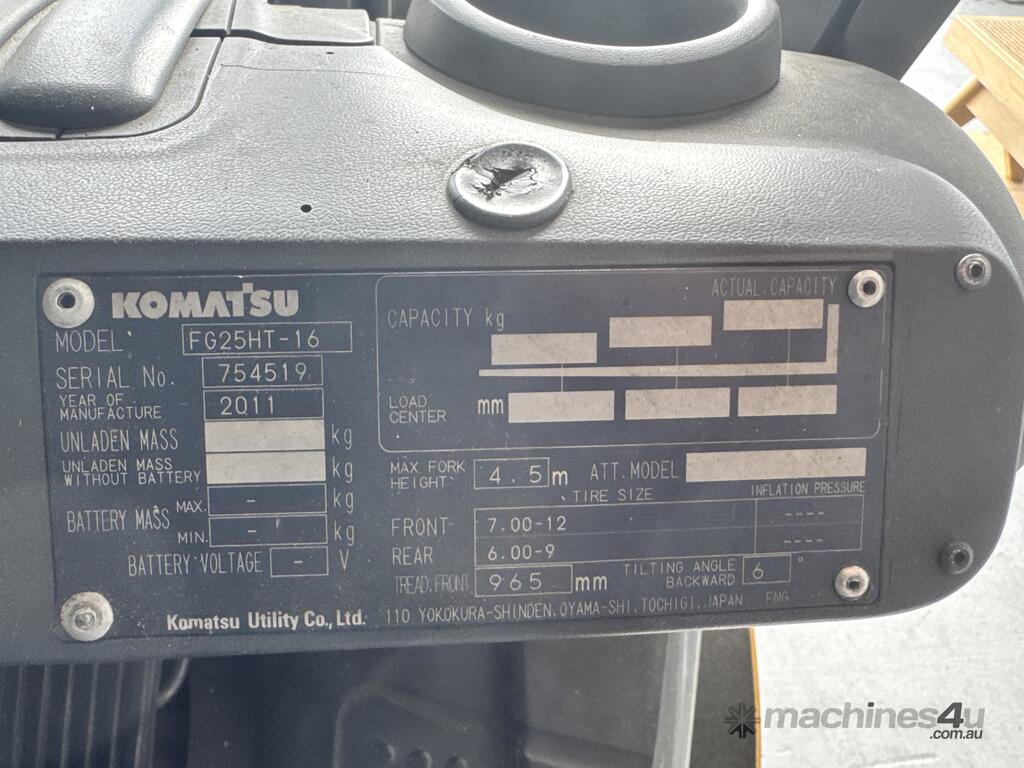 KOMATSU
MODEL FG25HT-16
SERIAL No. 754519
YEAR OF MANUFACTURE 2011
UNLADEN MASS kg
UNLADEN MASS WITHOUT BATTERY kg
BATTERY MASS MAX. - kg
MIN. - kg
BATTERY VOLTAGE - V
Komatsu Utility Co., Ltd.
ACTUAL CAPACITY
CAPACITY kg
LOAD CENTER mm
MAX FORK HEIGHT 4.5 m ATT. MODEL
TIRE SIZE INFLATION PRESSURE
FRONT 7.00-12 ----
REAR 6.00-9 ----
TREAD.FRONT 965 mm TILTING ANGLE BACKWARD 6 °
110 YOKOKURA-SHINDEN, OYAMA-SHI, TOCHIGI, JAPAN ENG
machines4u
.com.au